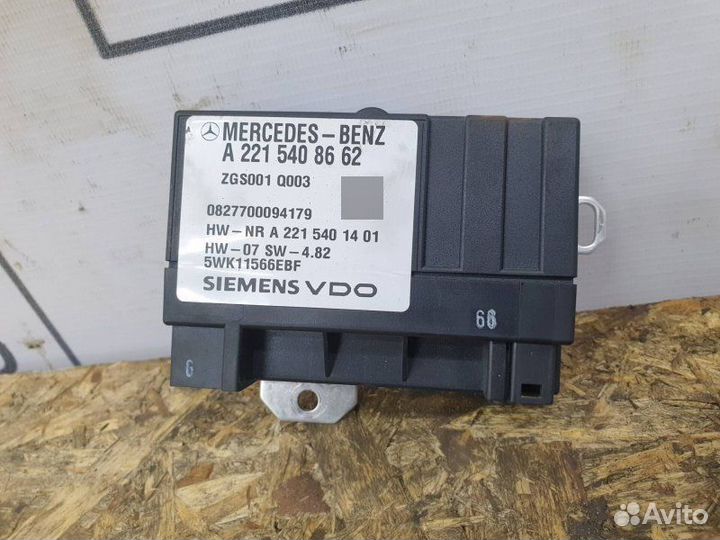 MERCEDES-BENZ
A 221 540 86 62
ZGS001 Q003
0827700094179
HW-NR A 221 540 14 01
HW-07 SW-4.82
5WK11566EBF
SIEMENS VDO
66
G
Avito